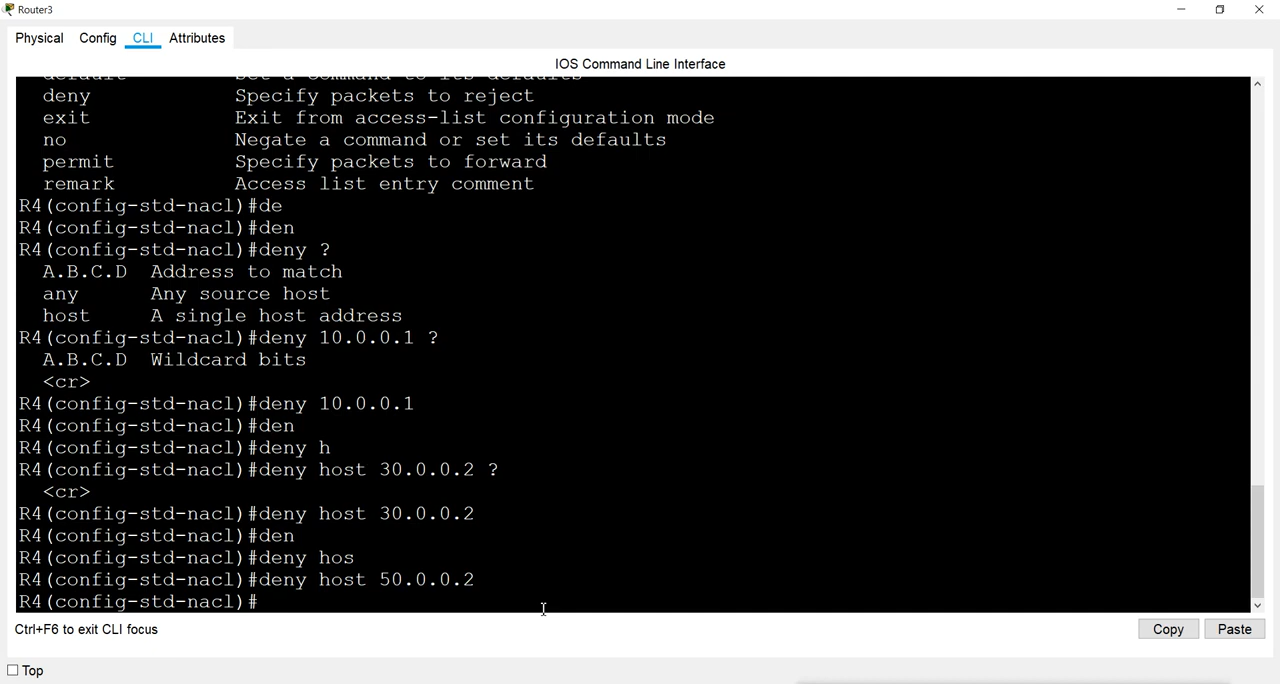 Router3
Physical Config CLI Attributes
IOS Command Line Interface
default Set a command to its defaults
deny Specify packets to reject
exit Exit from access-list configuration mode
no Negate a command or set its defaults
permit Specify packets to forward
remark Access list entry comment
R4(config-std-nacl)#de
R4(config-std-nacl)#den
R4(config-std-nacl)#deny ?
A.B.C.D Address to match
any Any source host
host A single host address
R4(config-std-nacl)#deny 10.0.0.1 ?
A.B.C.D Wildcard bits
<cr>
R4(config-std-nacl)#deny 10.0.0.1
R4(config-std-nacl)#den
R4(config-std-nacl)#deny h
R4(config-std-nacl)#deny host 30.0.0.2 ?
<cr>
R4(config-std-nacl)#deny host 30.0.0.2
R4(config-std-nacl)#den
R4(config-std-nacl)#deny hos
R4(config-std-nacl)#deny host 50.0.0.2
R4(config-std-nacl)#
Ctrl+F6 to exit CLI focus
Copy Paste
Top